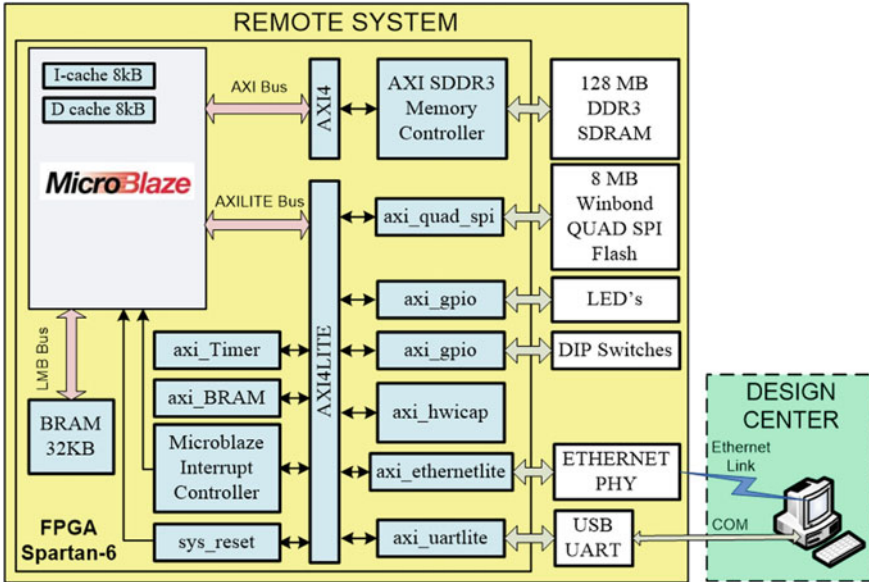 REMOTE SYSTEM
I-cache 8kB
D cache 8kB
MicroBlaze
AXI Bus
AXI4
AXI SDDR3
Memory
Controller
128 MB
DDR3
SDRAM
AXILITE Bus
AXI4LITE
axi_quad_spi
8 MB
Winbond
QUAD SPI
Flash
axi_gpio
LED's
axi_gpio
DIP Switches
LMB Bus
axi_Timer
axi_BRAM
BRAM
32KB
axi_hwicap
Microblaze
Interrupt
Controller
axi_ethernetlite
ETHERNET
PHY
FPGA
Spartan-6
sys_reset
axi_uartlite
USB
UART
DESIGN
CENTER
Ethernet
Link
COM